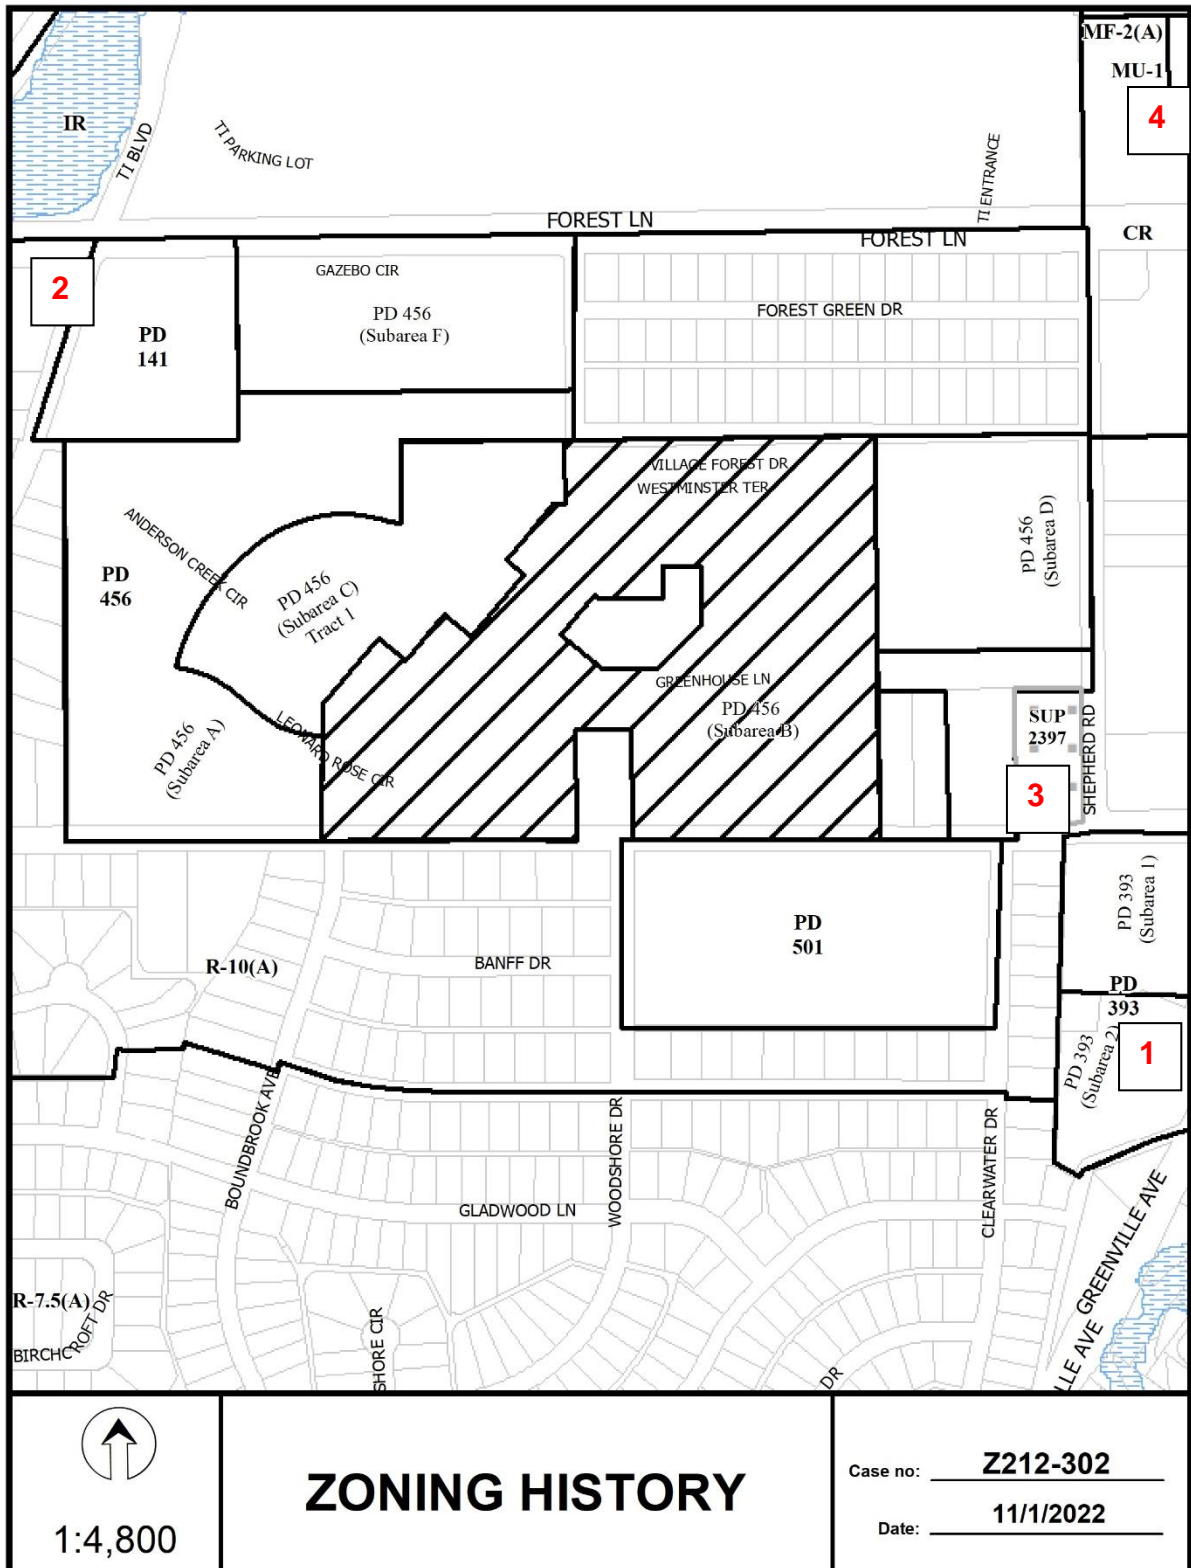 MF-2(A)
MU-1
4
IR
TI BLVD
TI PARKING LOT
TI ENTRANCE
FOREST LN
FOREST LN
CR
2
GAZEBO CIR
PD 456
(Subarea F)
FOREST GREEN DR
PD
141
VILLAGE FOREST DR
WESTMINSTER TER
PD 456
(Subarea D)
ANDERSON CREEK CIR
PD
456
PD 456
(Subarea C)
Tract 1
GREENHOUSE LN
PD 456
(Subarea B)
SUP
2397
SHEPHERD RD
PD 456
(Subarea A)
LEONARD ROSE CIR
3
PD 393
(Subarea 1)
PD
501
BANFF DR
R-10(A)
PD
393
PD 393
(Subarea 2)
1
BOUNDBROOK AVE
WOODSHORE DR
CLEARWATER DR
GLADWOOD LN
GREENVILLE AVE
LLE AVE
R-7.5(A)
BIRCHCROFT DR
SHORE CIR
DR
1:4,800
ZONING HISTORY
Case no: Z212-302
Date: 11/1/2022